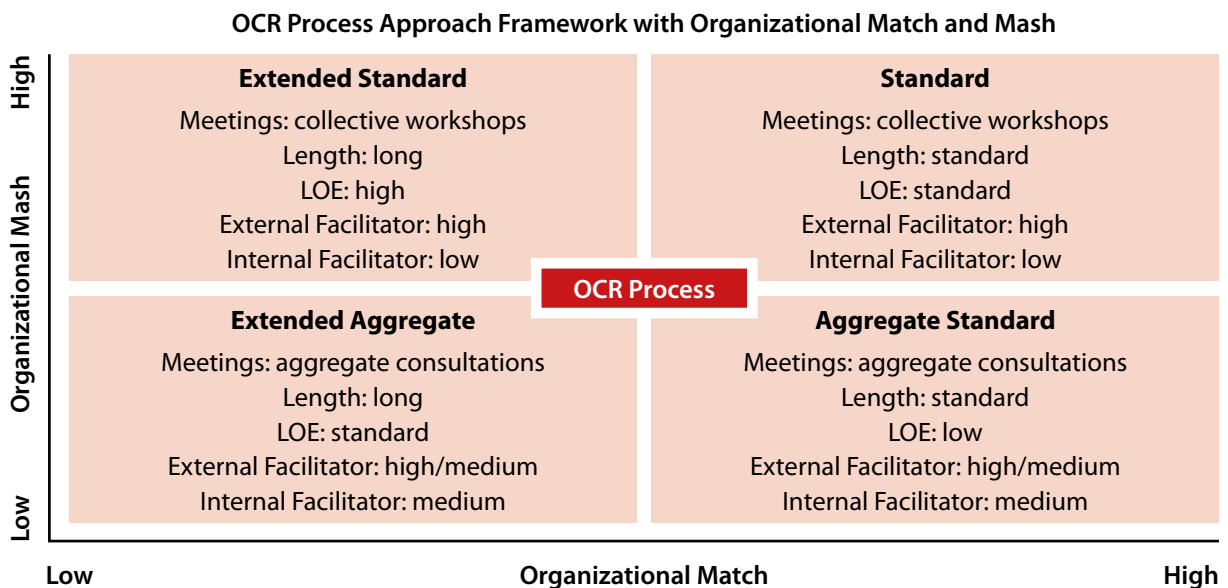 OCR Process Approach Framework with Organizational Match and Mash
High
Organizational Mash
Low
Extended Standard
Meetings: collective workshops
Length: long
LOE: high
External Facilitator: high
Internal Facilitator: low
Standard
Meetings: collective workshops
Length: standard
LOE: standard
External Facilitator: high
Internal Facilitator: low
OCR Process
Extended Aggregate
Meetings: aggregate consultations
Length: long
LOE: standard
External Facilitator: high/medium
Internal Facilitator: medium
Aggregate Standard
Meetings: aggregate consultations
Length: standard
LOE: low
External Facilitator: high/medium
Internal Facilitator: medium
Low
Organizational Match
High